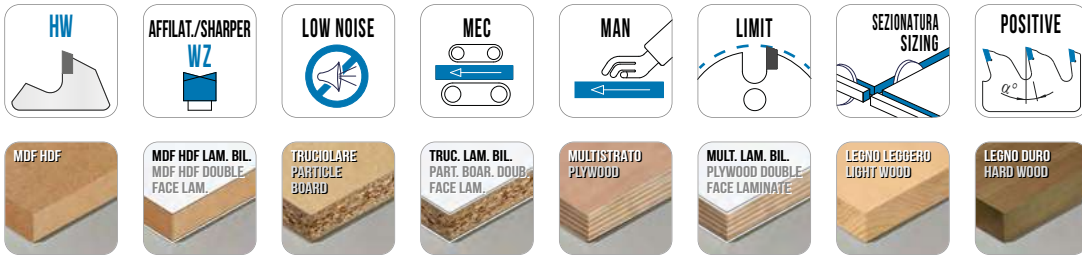 HW
AFFILAT./SHARPER
WZ
LOW NOISE
MEC
MAN
LIMIT
SEZIONATURA
SIZING
POSITIVE
α°
MDF HDF
MDF HDF LAM. BIL.
MDF HDF DOUBLE
FACE LAM.
TRUCIOLARE
PARTICLE
BOARD
TRUC. LAM. BIL.
PART. BOAR. DOUB.
FACE LAM.
MULTISTRATO
PLYWOOD
MULT. LAM. BIL.
PLYWOOD DOUBLE
FACE LAMINATE
LEGNO LEGGERO
LIGHT WOOD
LEGNO DURO
HARD WOOD